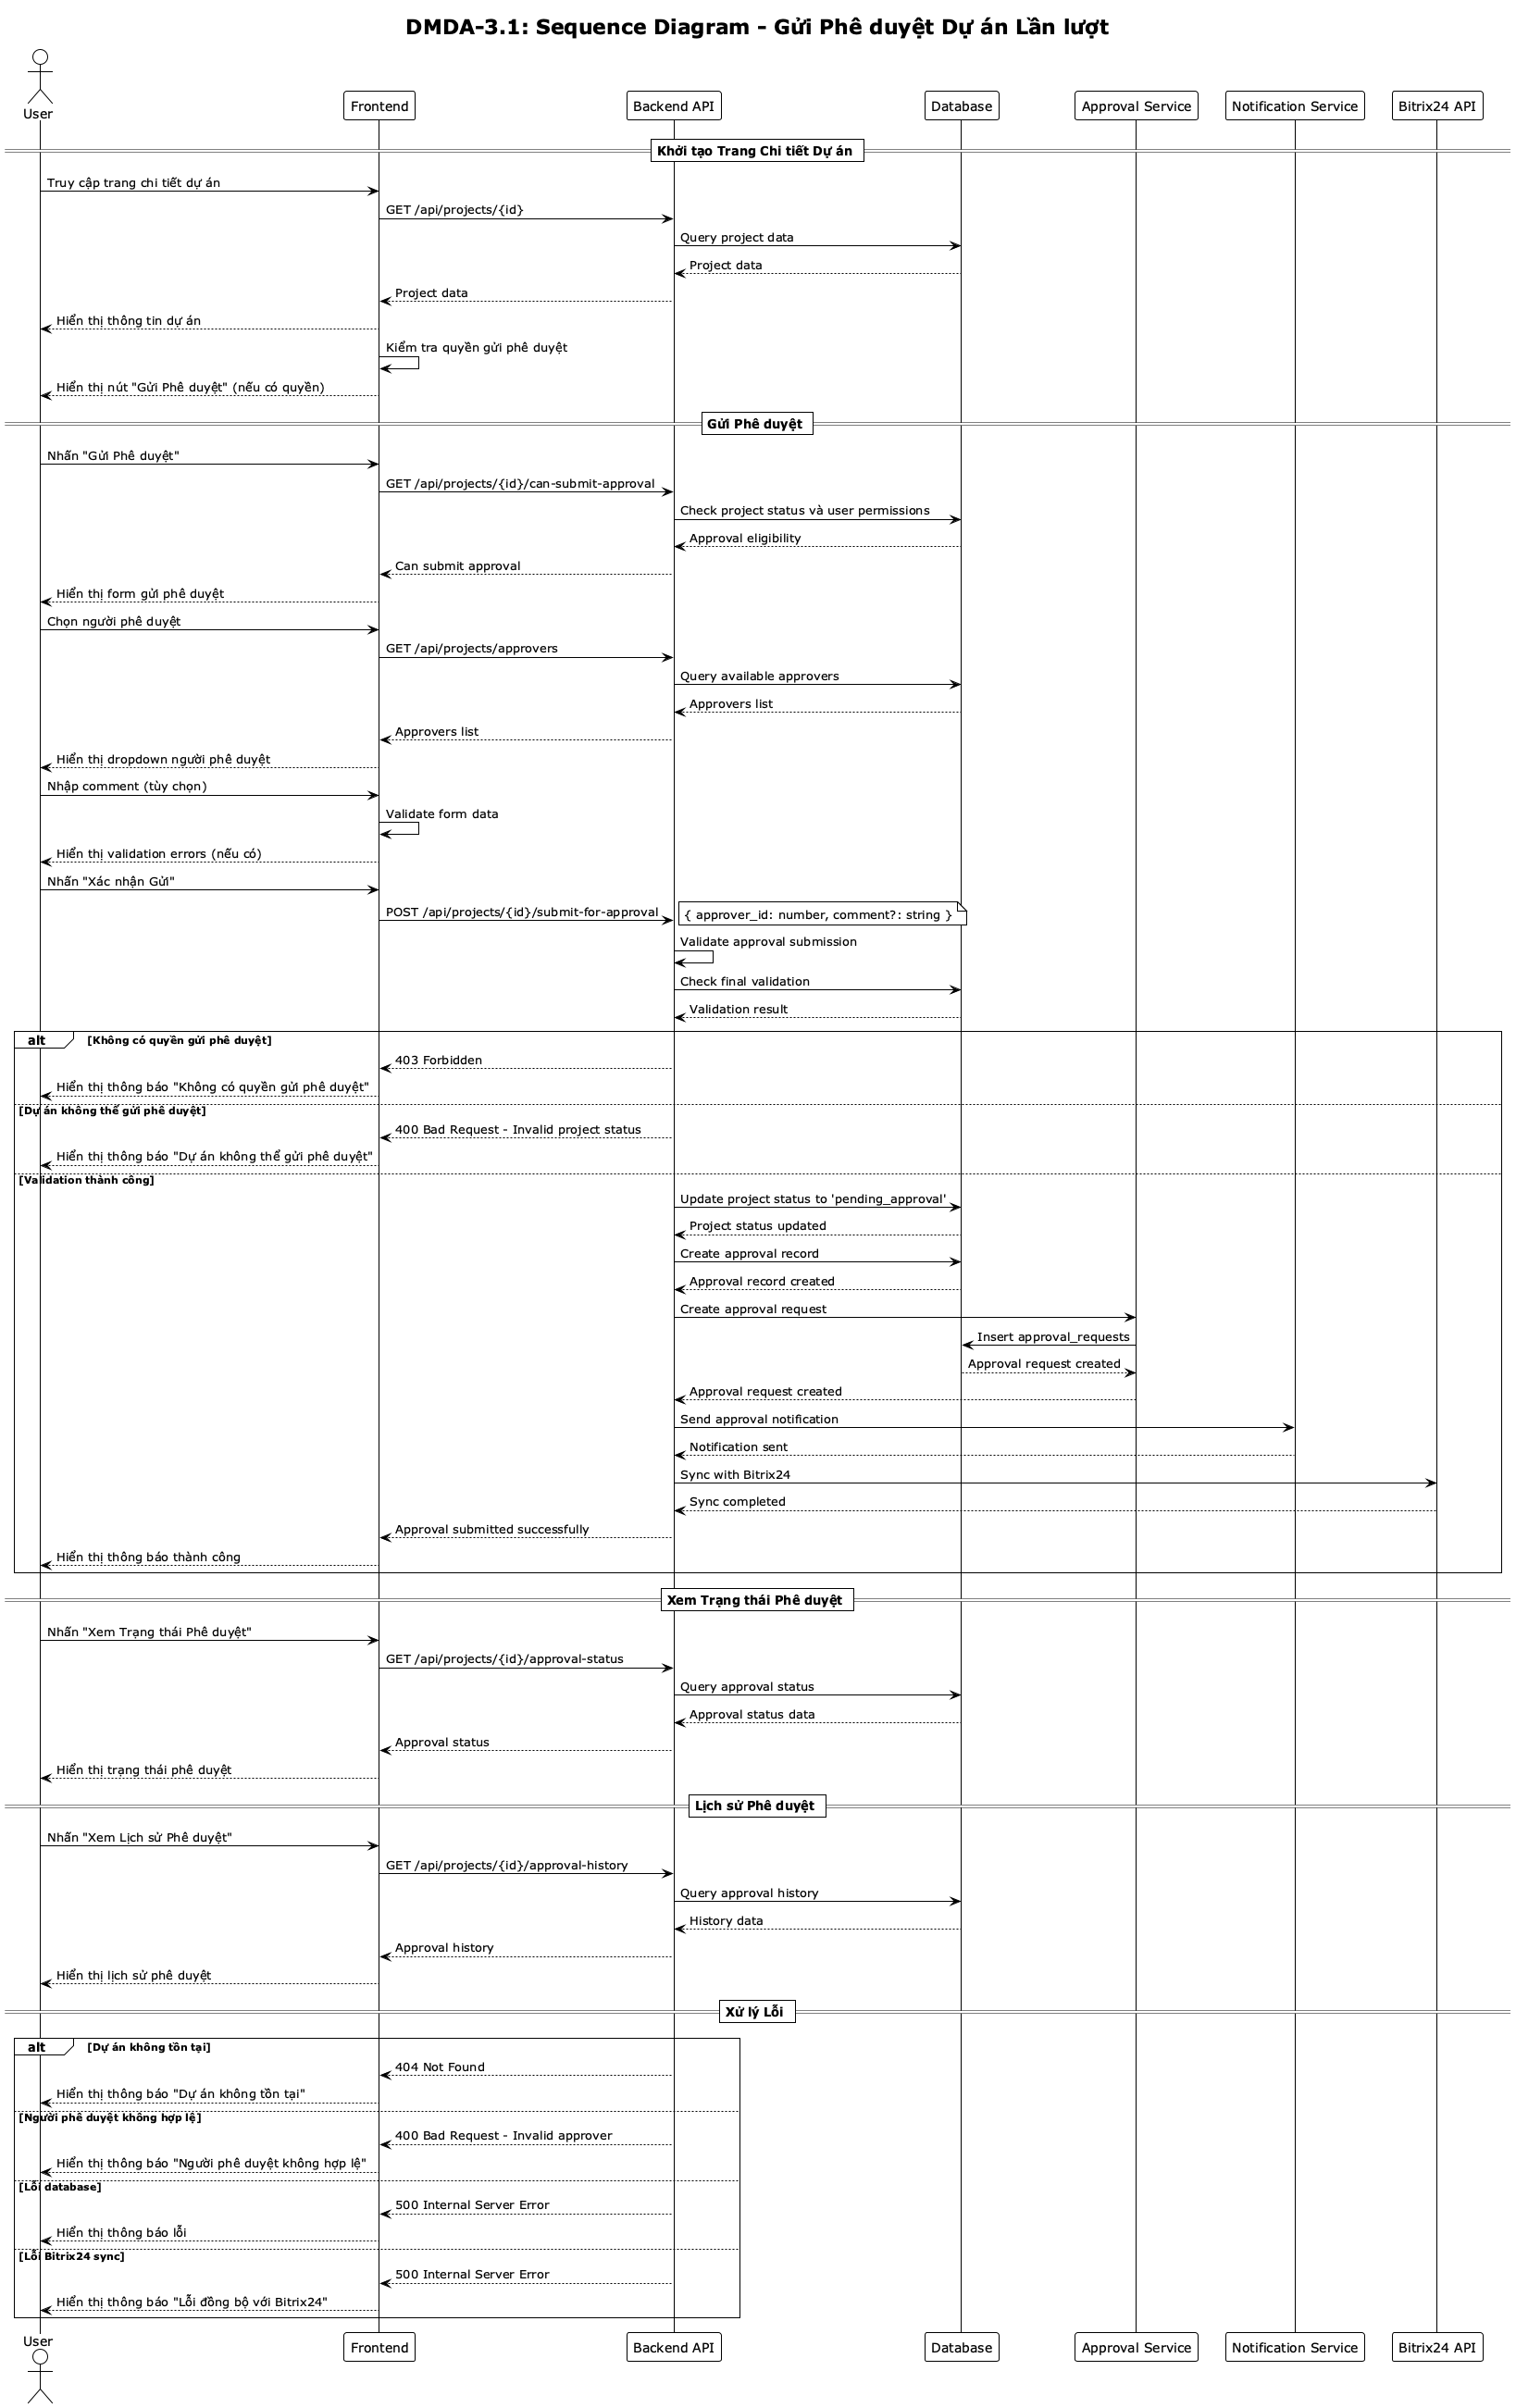 DMDA-3.1: Sequence Diagram - Gửi Phê duyệt Dự án Lần lượt
User
Frontend
Backend API
Database
Approval Service
Notification Service
Bitrix24 API
Khởi tạo Trang Chi tiết Dự án
Truy cập trang chi tiết dự án
GET /api/projects/{id}
Query project data
Project data
Project data
Hiển thị thông tin dự án
Kiểm tra quyền gửi phê duyệt
Hiển thị nút "Gửi Phê duyệt" (nếu có quyền)
Gửi Phê duyệt
Nhấn "Gửi Phê duyệt"
GET /api/projects/{id}/can-submit-approval
Check project status và user permissions
Approval eligibility
Can submit approval
Hiển thị form gửi phê duyệt
Chọn người phê duyệt
GET /api/projects/approvers
Query available approvers
Approvers list
Approvers list
Hiển thị dropdown người phê duyệt
Nhập comment (tùy chọn)
Validate form data
Hiển thị validation errors (nếu có)
Nhấn "Xác nhận Gửi"
POST /api/projects/{id}/submit-for-approval
{ approver_id: number, comment?: string }
Validate approval submission
Check final validation
Validation result
alt
[Không có quyền gửi phê duyệt]
403 Forbidden
Hiển thị thông báo "Không có quyền gửi phê duyệt"
[Dự án không thể gửi phê duyệt]
400 Bad Request - Invalid project status
Hiển thị thông báo "Dự án không thể gửi phê duyệt"
[Validation thành công]
Update project status to 'pending_approval'
Project status updated
Create approval record
Approval record created
Create approval request
Insert approval_requests
Approval request created
Approval request created
Send approval notification
Notification sent
Sync with Bitrix24
Sync completed
Approval submitted successfully
Hiển thị thông báo thành công
Xem Trạng thái Phê duyệt
Nhấn "Xem Trạng thái Phê duyệt"
GET /api/projects/{id}/approval-status
Query approval status
Approval status data
Approval status
Hiển thị trạng thái phê duyệt
Lịch sử Phê duyệt
Nhấn "Xem Lịch sử Phê duyệt"
GET /api/projects/{id}/approval-history
Query approval history
History data
Approval history
Hiển thị lịch sử phê duyệt
Xử lý Lỗi
alt
[Dự án không tồn tại]
404 Not Found
Hiển thị thông báo "Dự án không tồn tại"
[Người phê duyệt không hợp lệ]
400 Bad Request - Invalid approver
Hiển thị thông báo "Người phê duyệt không hợp lệ"
[Lỗi database]
500 Internal Server Error
Hiển thị thông báo lỗi
[Lỗi Bitrix24 sync]
500 Internal Server Error
Hiển thị thông báo "Lỗi đồng bộ với Bitrix24"
User
Frontend
Backend API
Database
Approval Service
Notification Service
Bitrix24 API